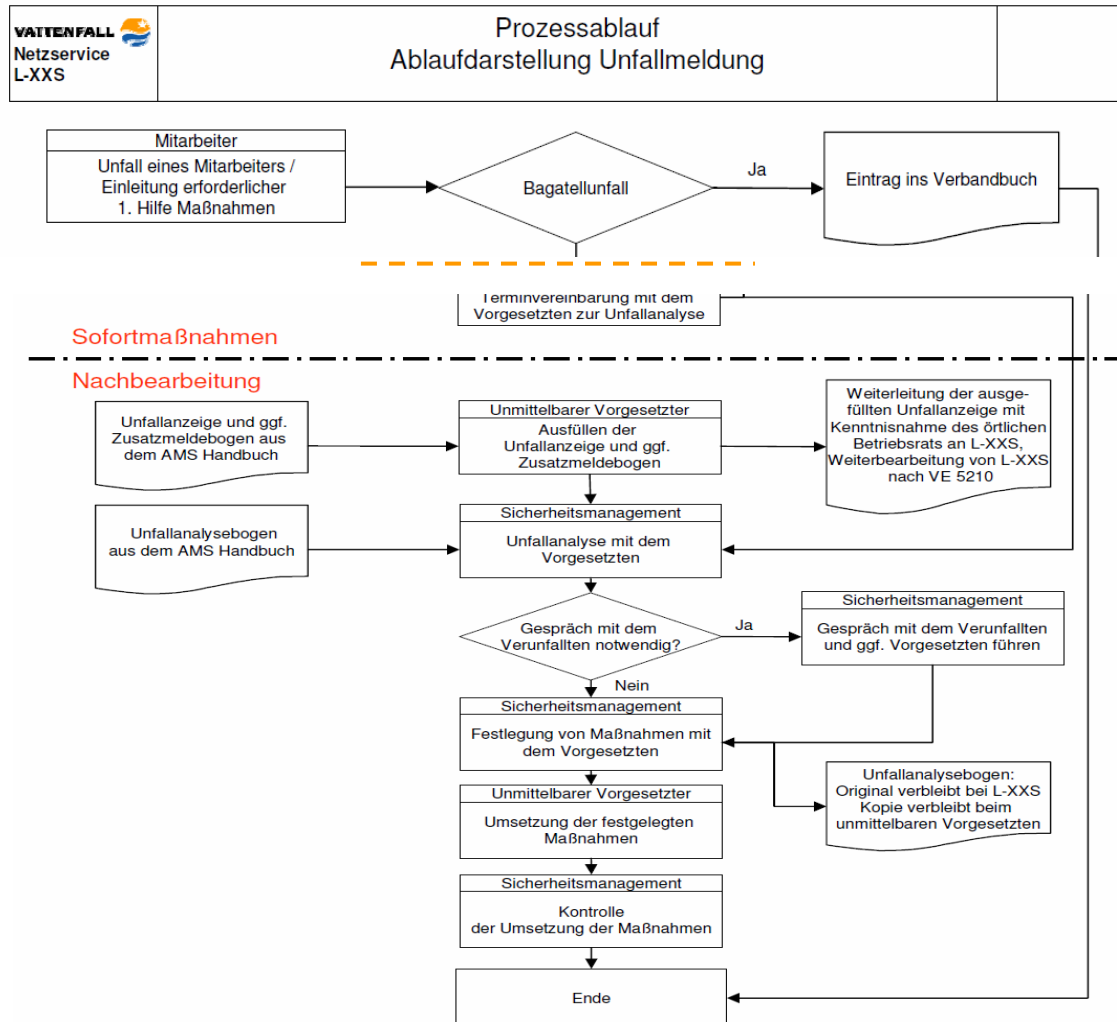 VATTENFALL
Netzservice
L-XXS
Prozessablauf
Ablaufdarstellung Unfallmeldung
Mitarbeiter
Unfall eines Mitarbeiters /
Einleitung erforderlicher
1. Hilfe Maßnahmen
Bagatellunfall
Ja
Eintrag ins Verbandbuch
Terminvereinbarung mit dem
Vorgesetzten zur Unfallanalyse
Sofortmaßnahmen
Nachbearbeitung
Unfallanzeige und ggf.
Zusatzmeldebogen aus
dem AMS Handbuch
Unmittelbarer Vorgesetzter
Ausfüllen der
Unfallanzeige und ggf.
Zusatzmeldebogen
Weiterleitung der ausge-
füllten Unfallanzeige mit
Kenntnisnahme des örtlichen
Betriebsrats an L-XXS,
Weiterbearbeitung von L-XXS
nach VE 5210
Unfallanalysebogen
aus dem AMS Handbuch
Sicherheitsmanagement
Unfallanalyse mit dem
Vorgesetzten
Gespräch mit dem
Verunfallten notwendig?
Ja
Sicherheitsmanagement
Gespräch mit dem Verunfallten
und ggf. Vorgesetzten führen
Nein
Sicherheitsmanagement
Festlegung von Maßnahmen mit
dem Vorgesetzten
Unfallanalysebogen:
Original verbleibt bei L-XXS
Kopie verbleibt beim
unmittelbaren Vorgesetzten
Unmittelbarer Vorgesetzter
Umsetzung der festgelegten
Maßnahmen
Sicherheitsmanagement
Kontrolle
der Umsetzung der Maßnahmen
Ende